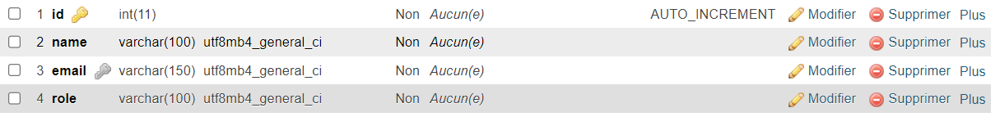 1 id int(11) Non Aucun(e) AUTO_INCREMENT Modifier Supprimer Plus
2 name varchar(100) utf8mb4_general_ci Non Aucun(e) Modifier Supprimer Plus
3 email varchar(150) utf8mb4_general_ci Non Aucun(e) Modifier Supprimer Plus
4 role varchar(100) utf8mb4_general_ci Non Aucun(e) Modifier Supprimer Plus